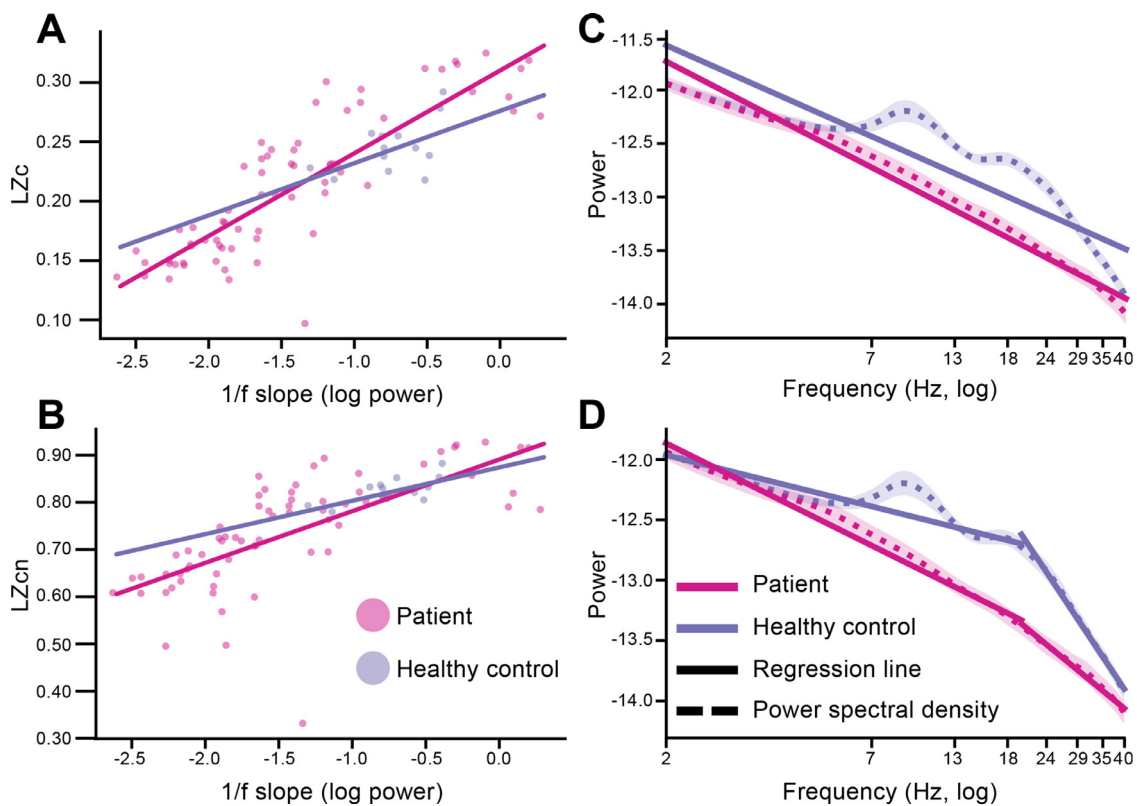 A
LZc
0.30
0.25
0.20
0.15
0.10
-2.5 -2.0 -1.5 -1.0 -0.5 0.0
1/f slope (log power)
C
Power
-11.5
-12.0
-12.5
-13.0
-13.5
-14.0
2 7 13 18 24 29 35 40
Frequency (Hz, log)
B
LZcn
0.90
0.80
0.70
0.60
0.50
0.40
0.30
Patient
Healthy control
-2.5 -2.0 -1.5 -1.0 -0.5 0.0
1/f slope (log power)
D
Power
-12.0
-12.5
-13.0
-13.5
-14.0
Patient
Healthy control
Regression line
Power spectral density
2 7 13 18 24 29 35 40
Frequency (Hz, log)